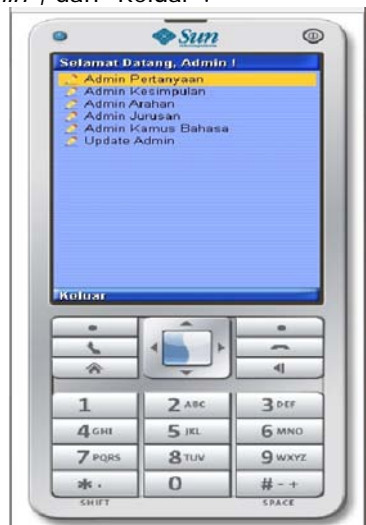 min / dan "Keluar".
Sun
Selamat Datang, Admin !
Admin Pertanyaan
Admin Kesimpulan
Admin Arahan
Admin Jurusan
Admin Kamus Bahasa
Update Admin
Keluar
1 2 ABC 3 DEF
4 GHI 5 JKL 6 MNO
7 PQRS 8 TUV 9 WXYZ
* . 0 # - +
SHIFT SPACE